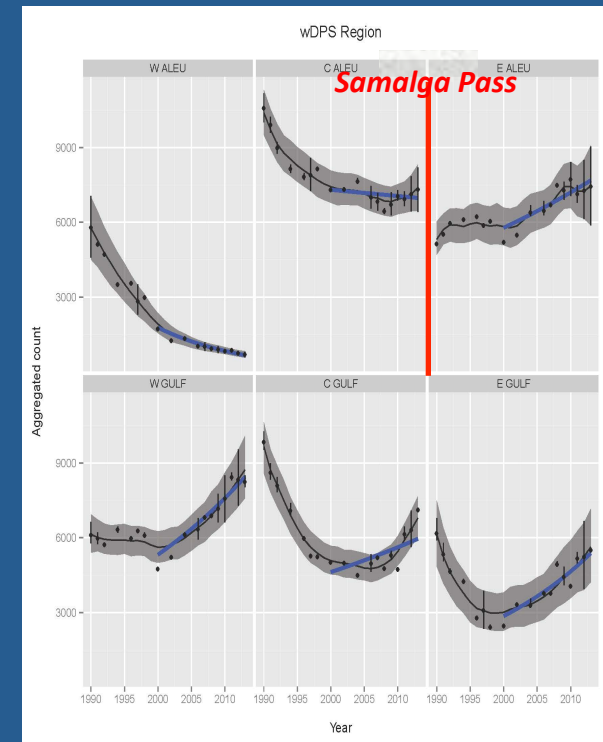 wDPS Region
W ALEU
C ALEU
E ALEU
Samalga Pass
9000
6000
3000
Aggregated count
W GULF
C GULF
E GULF
9000
6000
3000
1990 1995 2000 2005 2010
1990 1995 2000 2005 2010
1990 1995 2000 2005 2010
Year